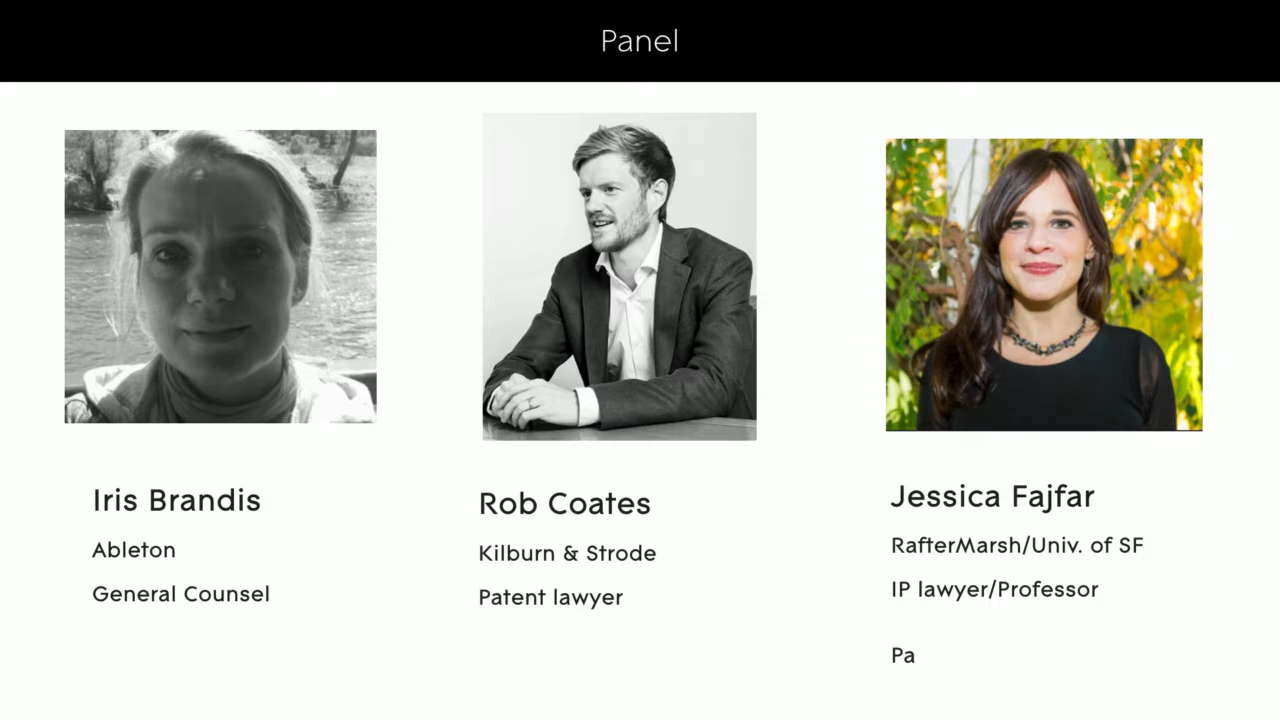 Panel
Iris Brandis
Ableton
General Counsel
Rob Coates
Kilburn & Strode
Patent lawyer
Jessica Fajfar
RafterMarsh/Univ. of SF
IP lawyer/Professor
Pa